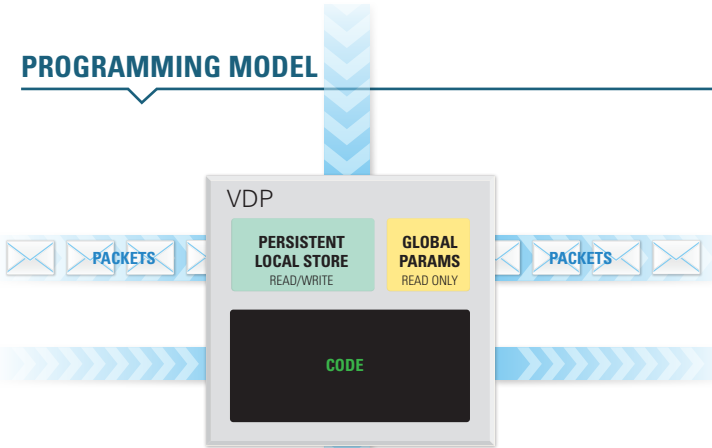 PROGRAMMING MODEL
VDP
PERSISTENT
LOCAL STORE
READ/WRITE
GLOBAL
PARAMS
READ ONLY
PACKETS
PACKETS
CODE